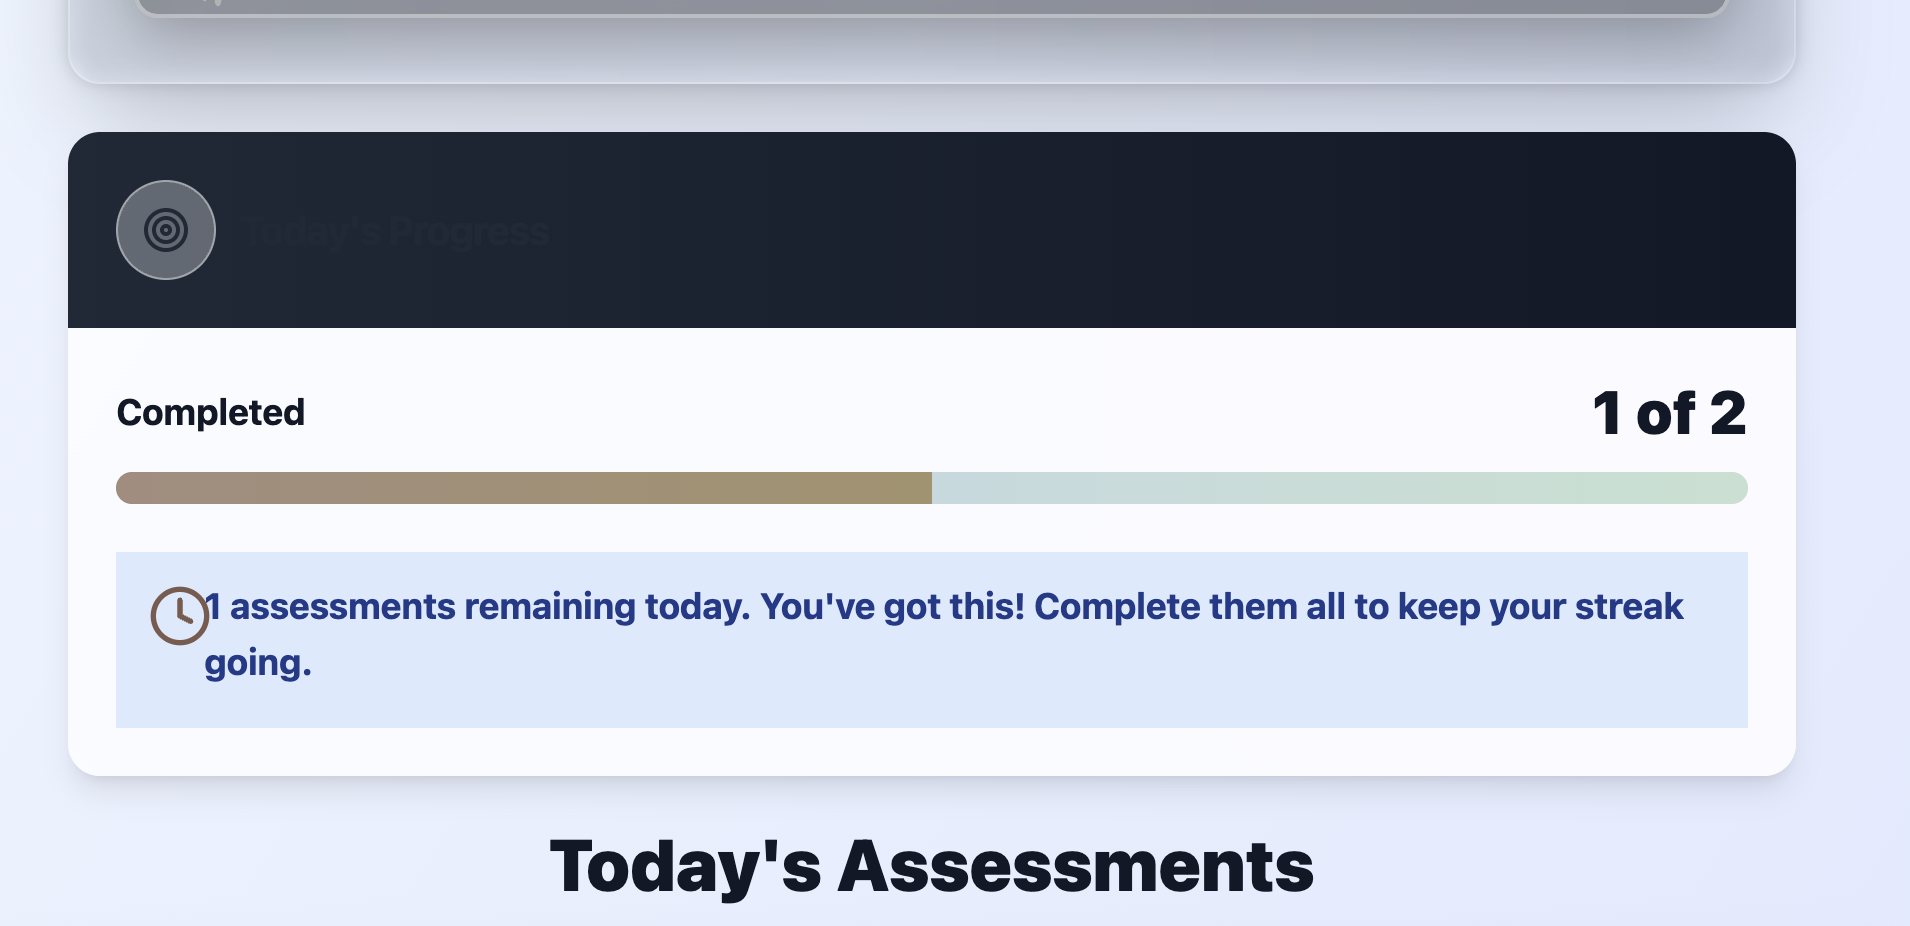 Today's Progress
Completed
1 of 2
1 assessments remaining today. You've got this! Complete them all to keep your streak
going.
Today's Assessments